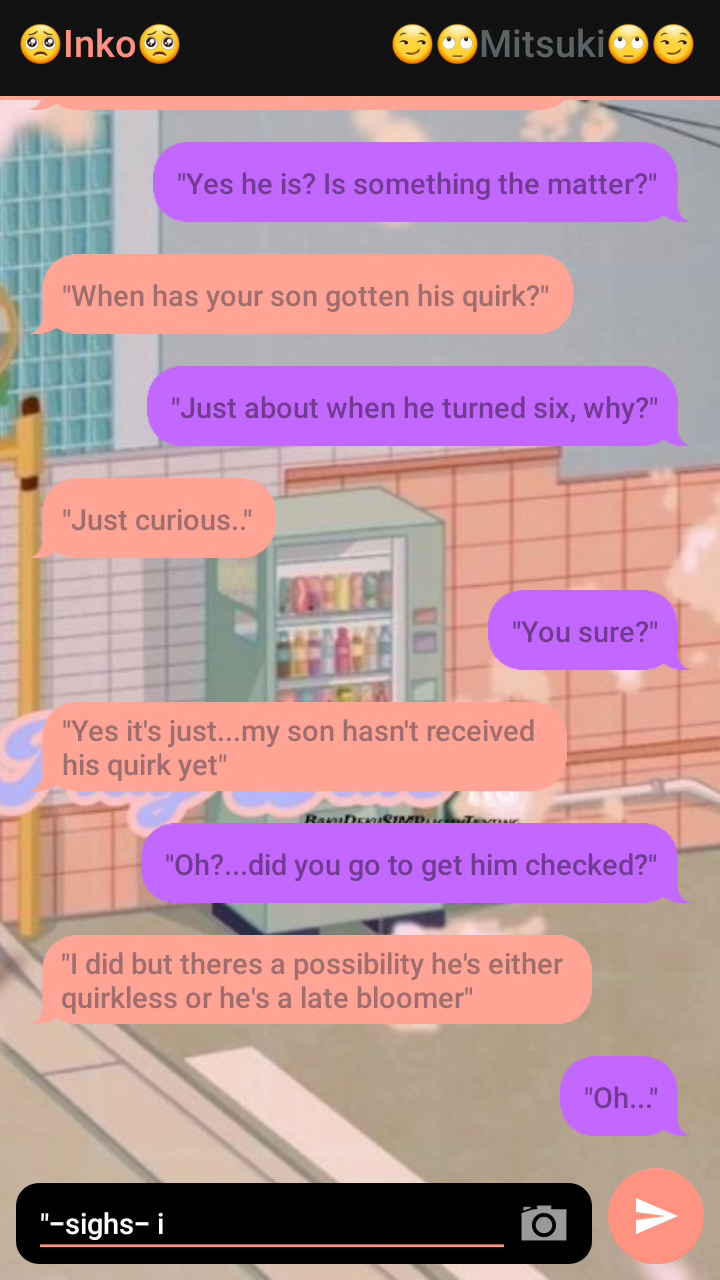 🥺Inko🥺
😏🙄Mitsuki🙄😏
"Yes he is? Is something the matter?"
"When has your son gotten his quirk?"
"Just about when he turned six, why?"
"Just curious.."
"You sure?"
"Yes it's just...my son hasn't received
his quirk yet"
"Oh?...did you go to get him checked?"
"I did but theres a possibility he's either
quirkless or he's a late bloomer"
"Oh..."
"-sighs- i